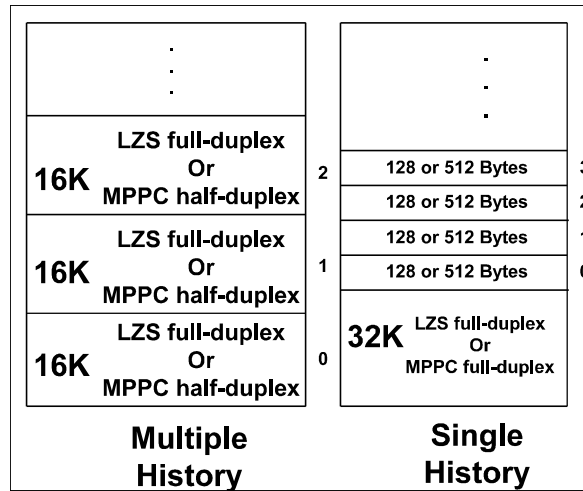 LZS full-duplex
Or
16K
MPPC half-duplex
2
LZS full-duplex
Or
16K
MPPC half-duplex
1
LZS full-duplex
Or
16K
MPPC half-duplex
0
Multiple
History
128 or 512 Bytes
3
128 or 512 Bytes
2
128 or 512 Bytes
1
128 or 512 Bytes
0
32K
LZS full-duplex
Or
MPPC full-duplex
Single
History